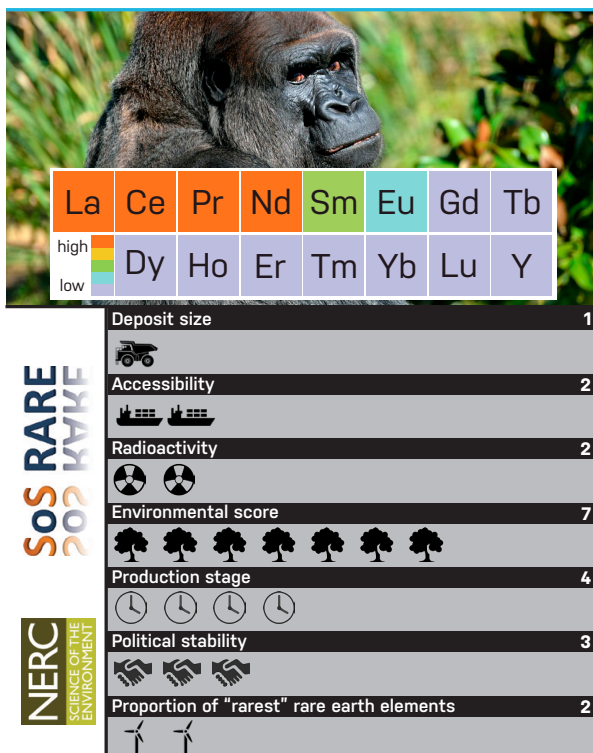 La Ce Pr Nd Sm Eu Gd Tb
high
low
Dy Ho Er Tm Yb Lu Y
Deposit size 1
Accessibility 2
Radioactivity 2
Environmental score 7
Production stage 4
Political stability 3
Proportion of “rarest” rare earth elements 2
SoS RARE
NERC
SCIENCE OF THE
ENVIRONMENT